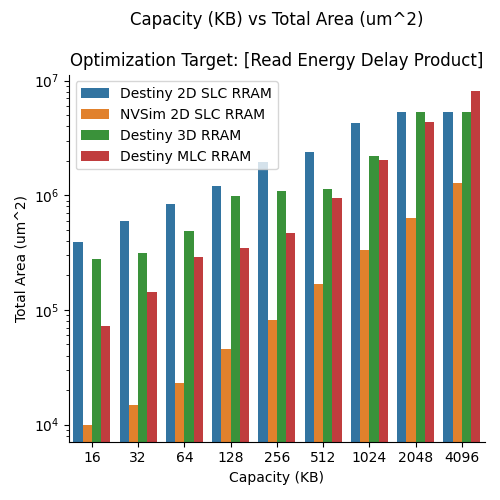 Capacity (KB) vs Total Area (um^2)
Optimization Target: [Read Energy Delay Product]
Destiny 2D SLC RRAM
NVSim 2D SLC RRAM
Destiny 3D RRAM
Destiny MLC RRAM
Total Area (um^2)
10^7
10^6
10^5
10^4
16 32 64 128 256 512 1024 2048 4096
Capacity (KB)